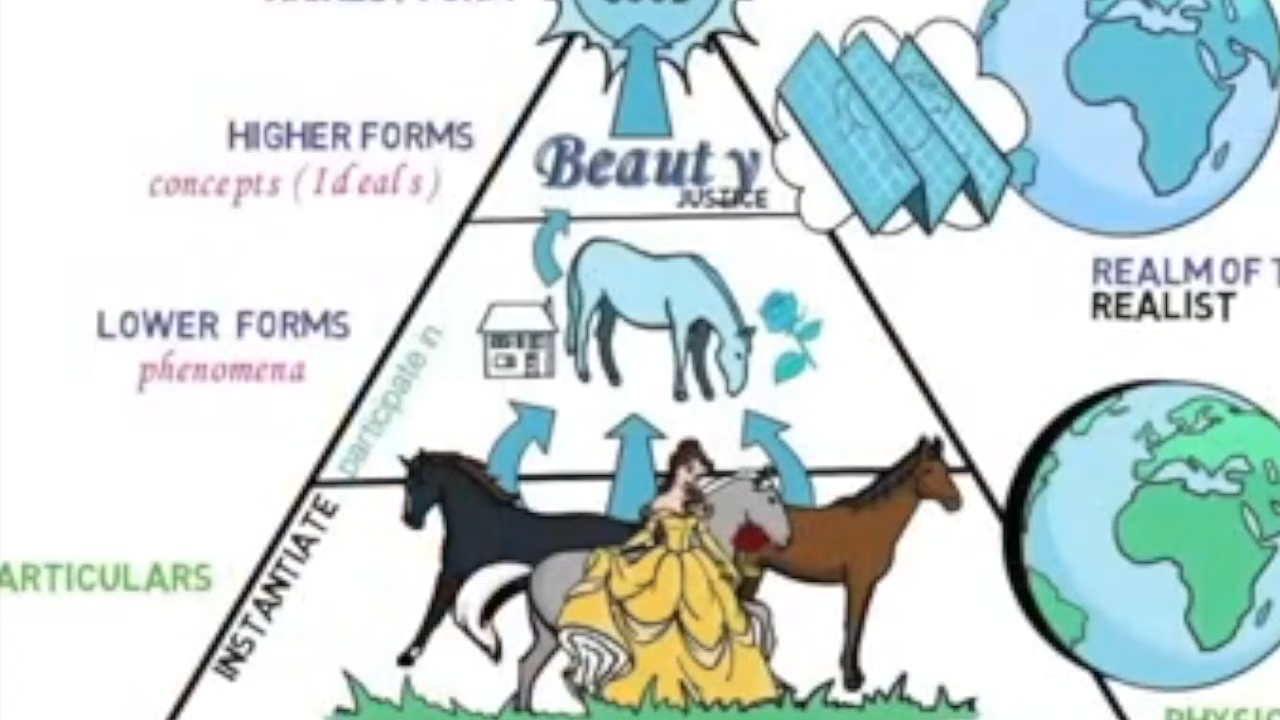 HIGHER FORMS
concepts (Ideals)
Beauty
JUSTICE
REALM OF
REALIST
LOWER FORMS
phenomena
participate in
INSTANTIATE
ARTICULARS